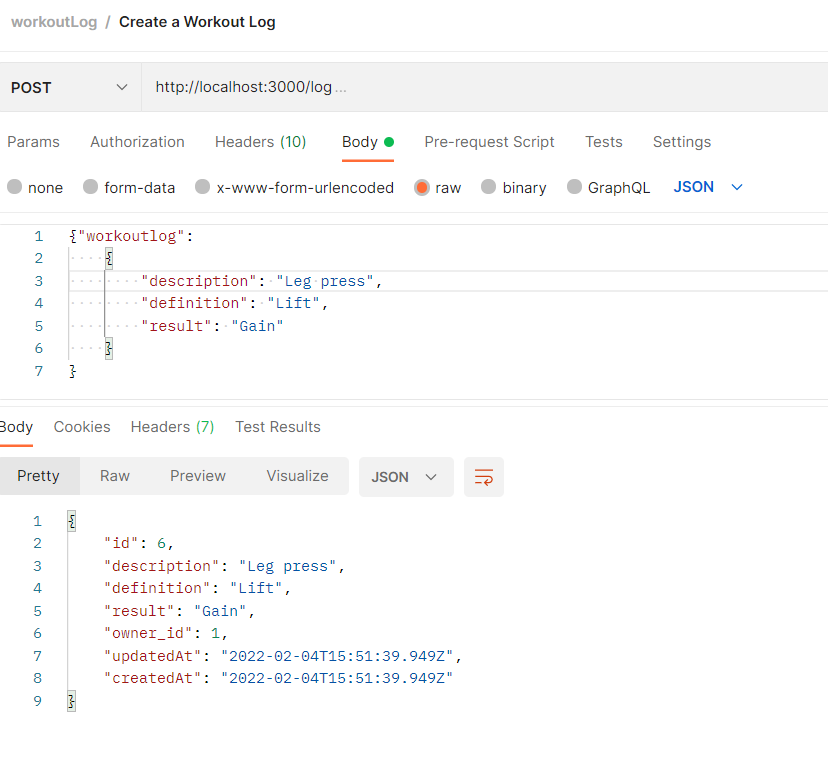 workoutLog / Create a Workout Log
POST http://localhost:3000/log ...
Params Authorization Headers (10) Body Pre-request Script Tests Settings
none form-data x-www-form-urlencoded raw binary GraphQL JSON
1 {"workoutlog":
2 {
3 "description": "Leg press",
4 "definition": "Lift",
5 "result": "Gain"
6 }
7 }
Body Cookies Headers (7) Test Results
Pretty Raw Preview Visualize JSON
1 {
2 "id": 6,
3 "description": "Leg press",
4 "definition": "Lift",
5 "result": "Gain",
6 "owner_id": 1,
7 "updatedAt": "2022-02-04T15:51:39.949Z",
8 "createdAt": "2022-02-04T15:51:39.949Z"
9 }